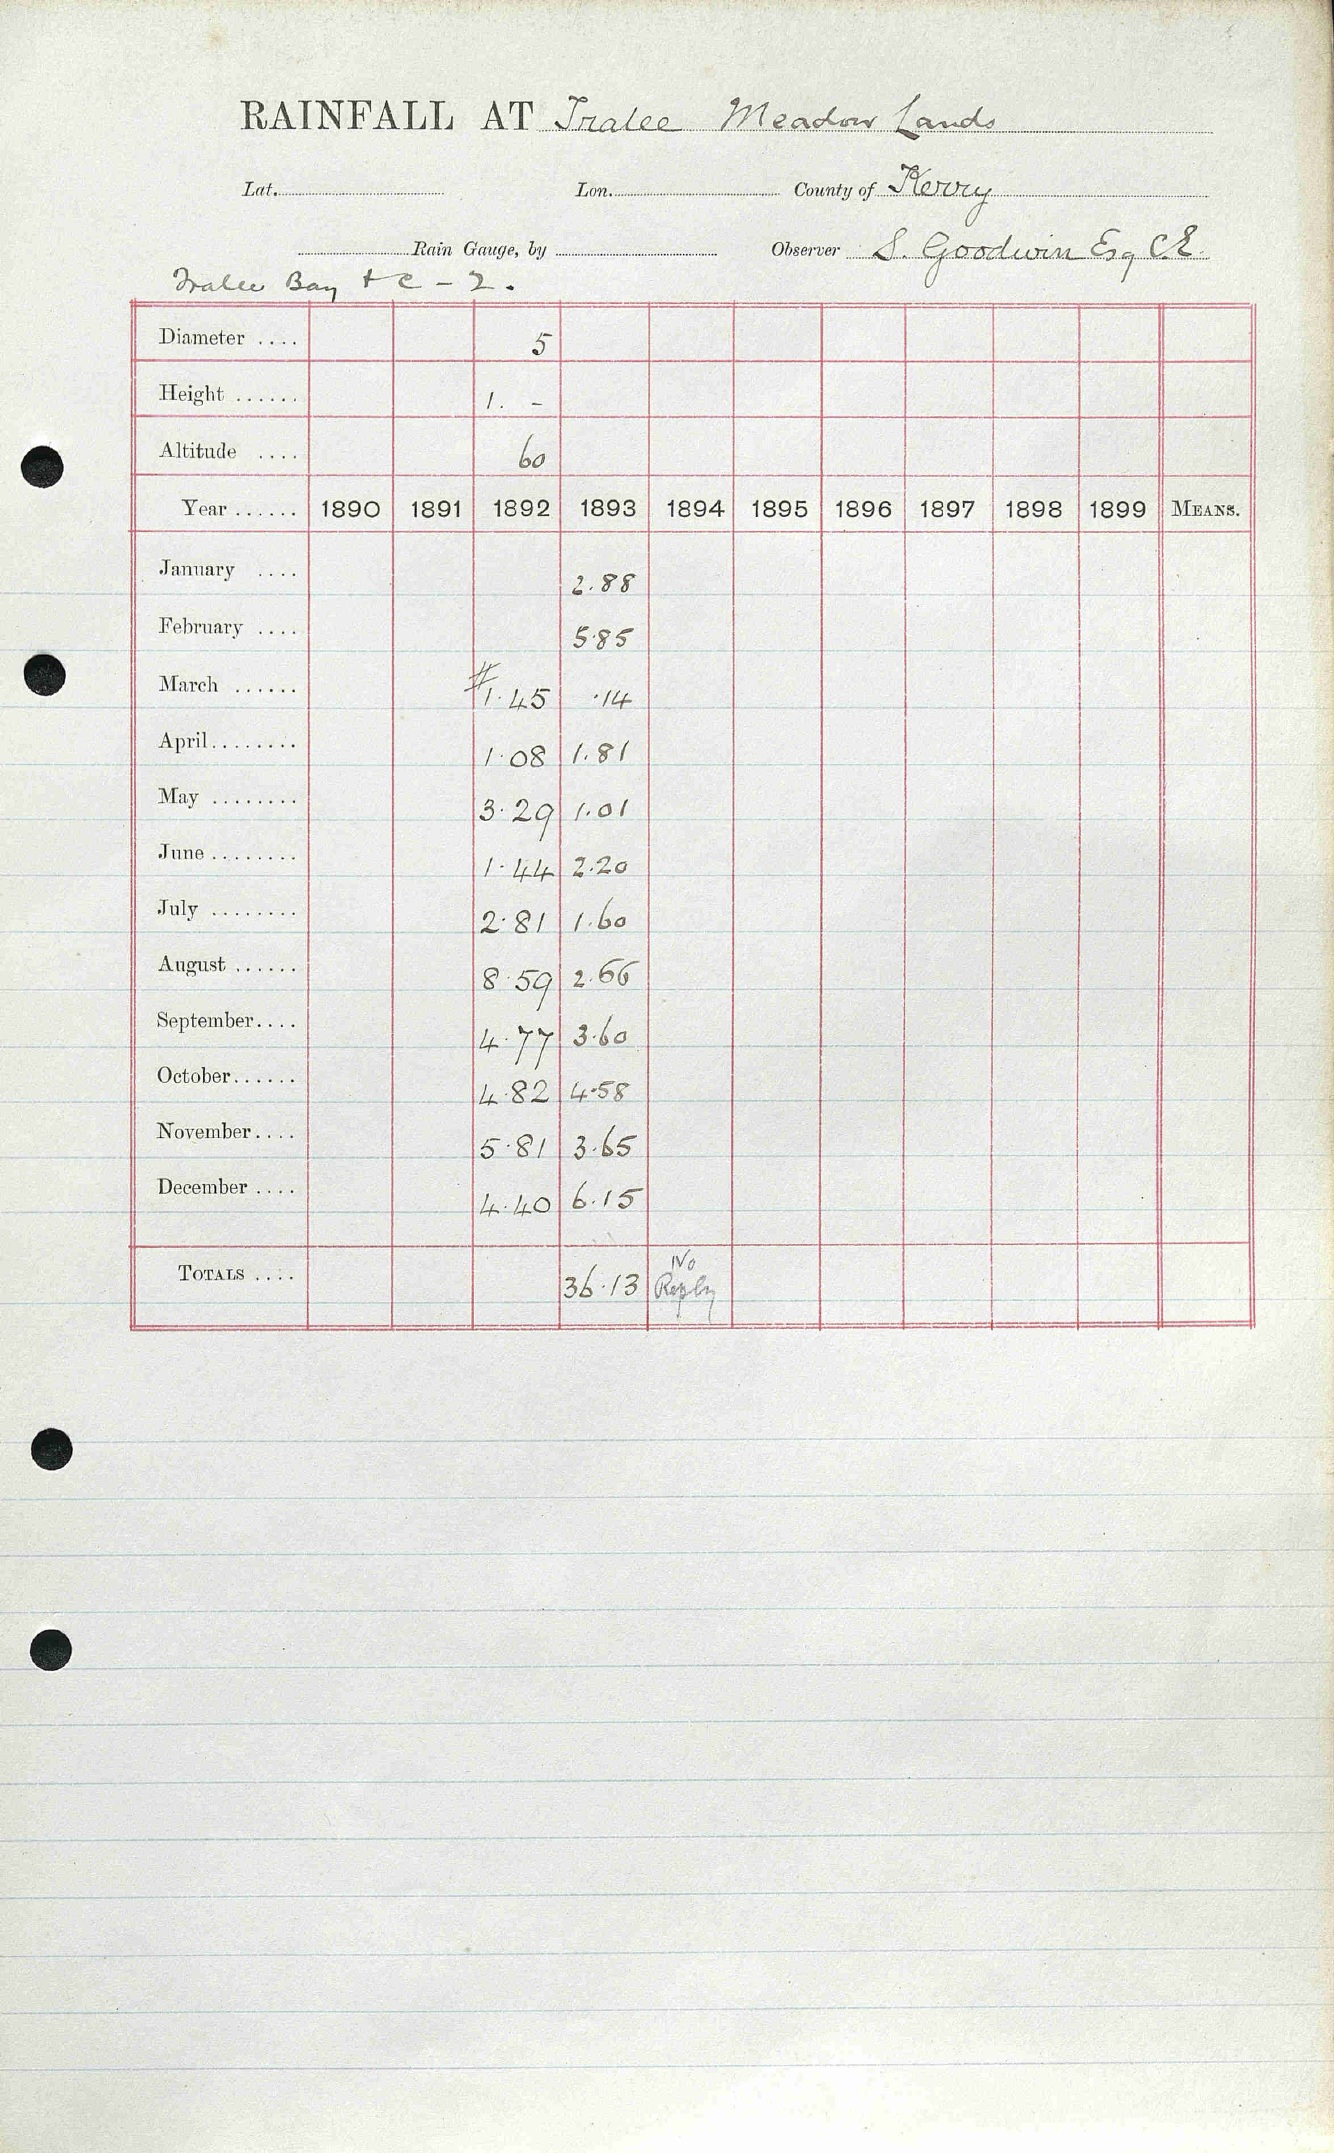 RAINFALL AT Tralee Meadow Lands
Lat. Lon. County of Kerry
Rain Gauge, by Observer S. Goodwin Esq C.E.
Tralee Bay + C - 2.
Diameter .... 5
Height ...... 1. -
Altitude .... 60
Year ...... 1890 1891 1892 1893 1894 1895 1896 1897 1898 1899 MEANS.
January .... 2.88
February .... 5.85
March ...... # 1.45 .14
April........ 1.08 1.81
May ........ 3.29 1.01
June ........ 1.44 2.20
July ........ 2.81 1.60
August ...... 8.59 2.66
September.... 4.77 3.60
October...... 4.82 4.58
November.... 5.81 3.65
December .... 4.40 6.15
TOTALS .... 36.13 No Reply